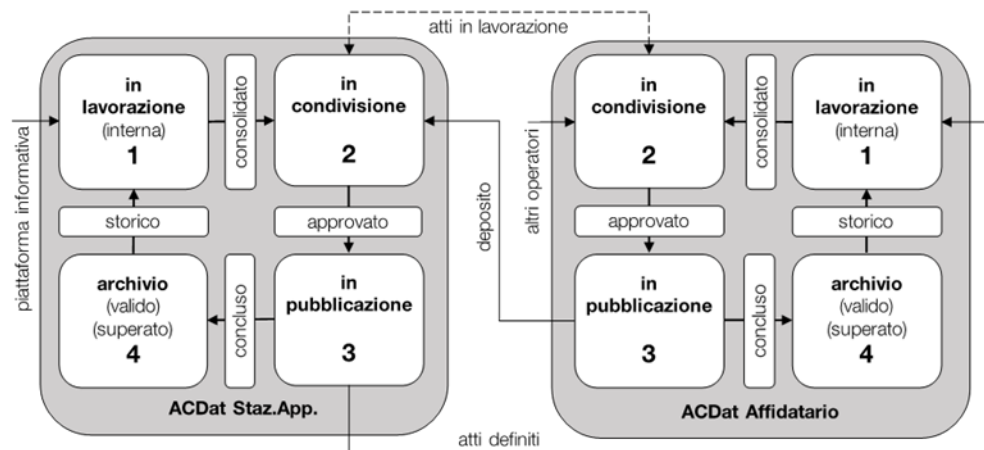 atti in lavorazione
piattaforma informativa
in
lavorazione
(interna)
1
consolidato
in
condivisione
2
storico
approvato
archivio
(valido)
(superato)
4
concluso
in
pubblicazione
3
ACDat Staz.App.
deposito
altri operatori
in
condivisione
2
consolidato
in
lavorazione
(interna)
1
approvato
storico
in
pubblicazione
3
concluso
archivio
(valido)
(superato)
4
ACDat Affidatario
atti definiti